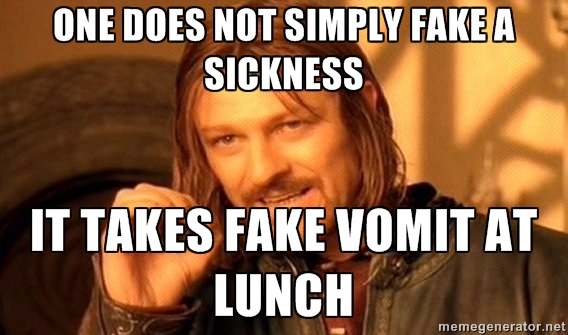 ONE DOES NOT SIMPLY FAKE A
SICKNESS
IT TAKES FAKE VOMIT AT
LUNCH
memegenerator.net